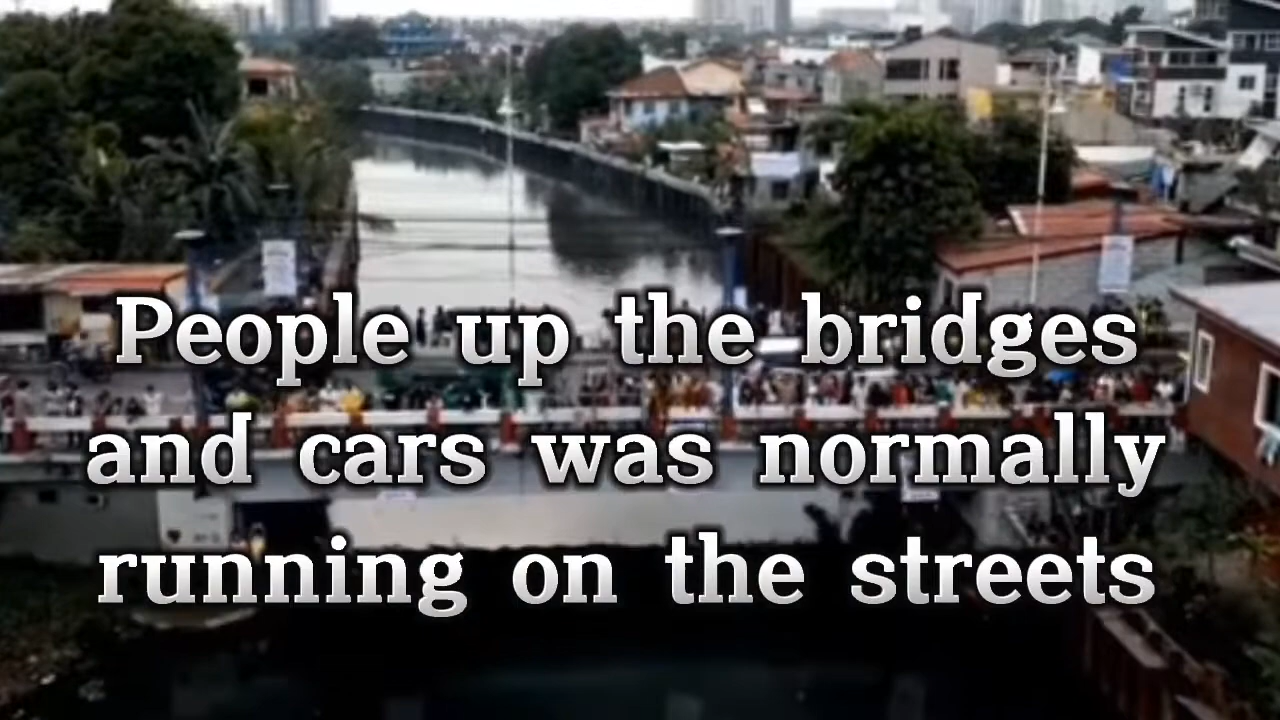 People up the bridges
and cars was normally
running on the streets